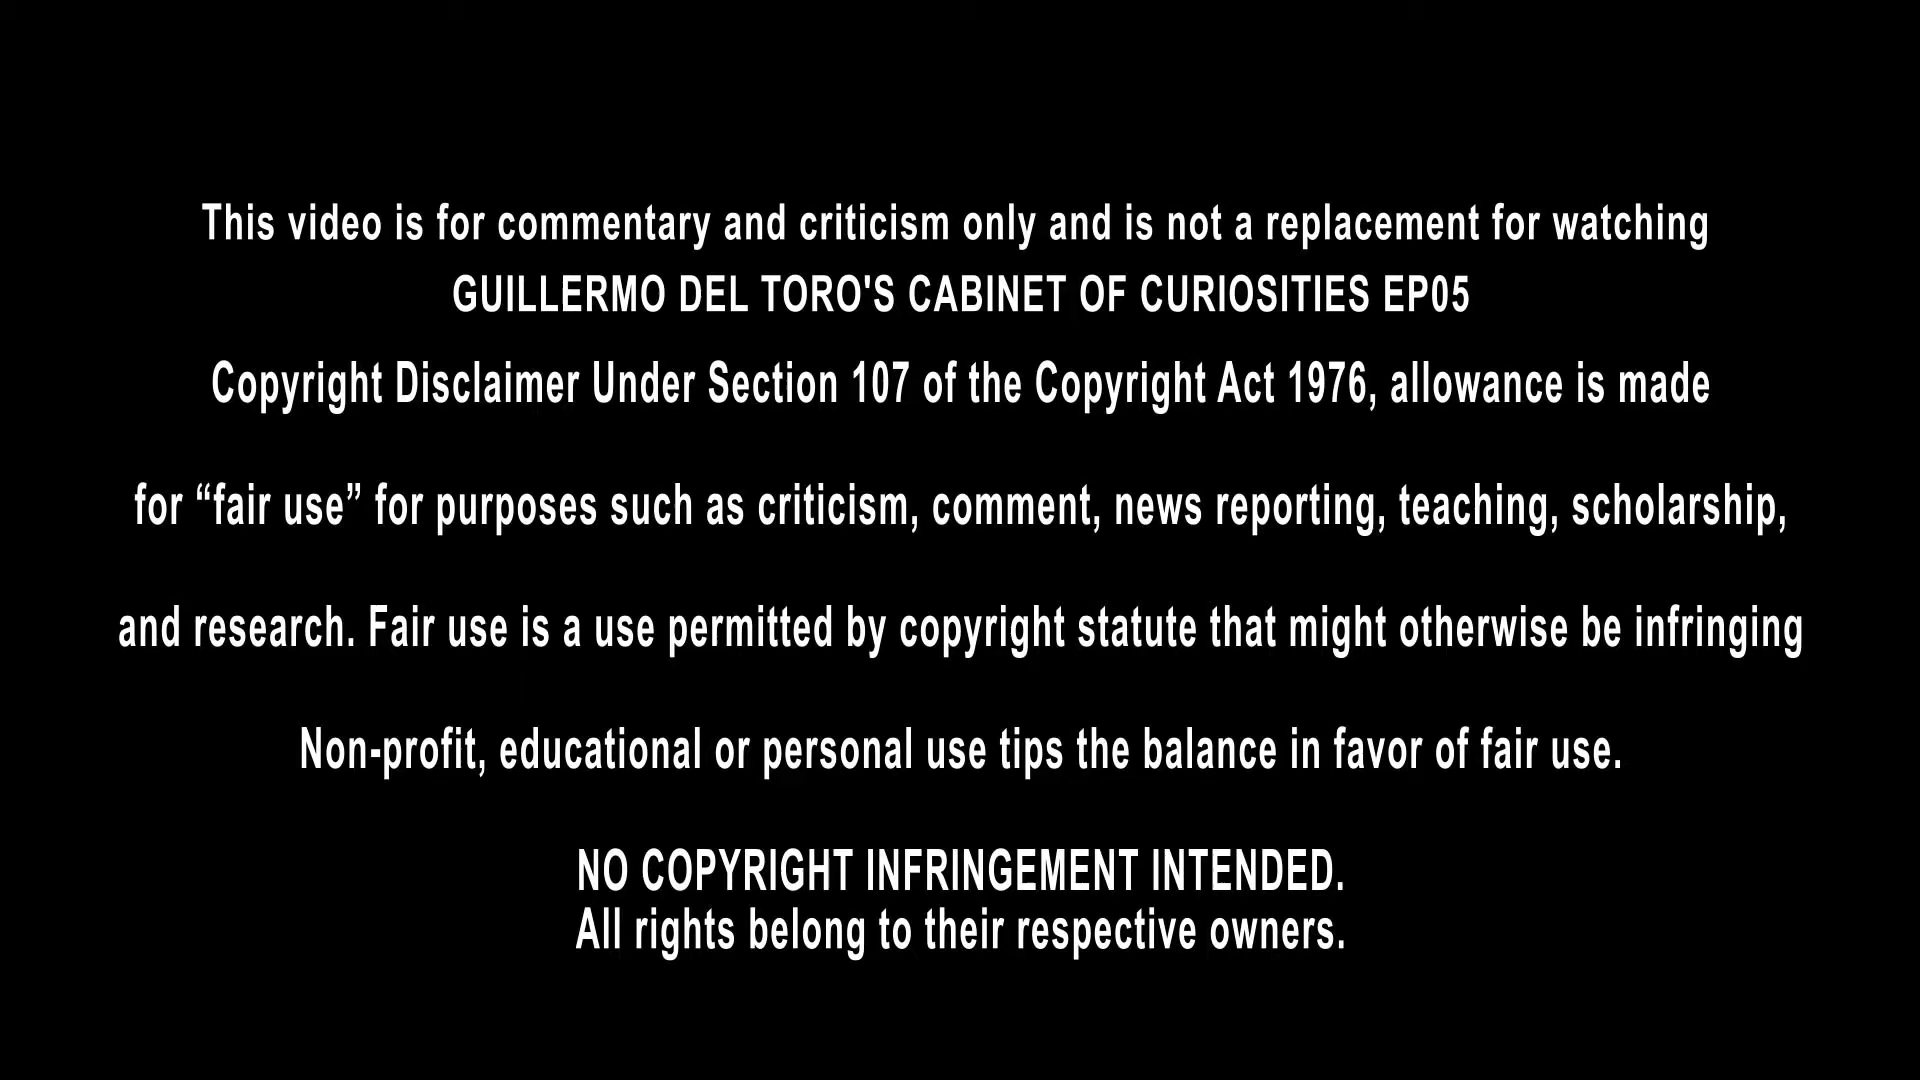 This video is for commentary and criticism only and is not a replacement for watching
GUILLERMO DEL TORO'S CABINET OF CURIOSITIES EP05
Copyright Disclaimer Under Section 107 of the Copyright Act 1976, allowance is made
for “fair use” for purposes such as criticism, comment, news reporting, teaching, scholarship,
and research. Fair use is a use permitted by copyright statute that might otherwise be infringing
Non-profit, educational or personal use tips the balance in favor of fair use.
NO COPYRIGHT INFRINGEMENT INTENDED.
All rights belong to their respective owners.